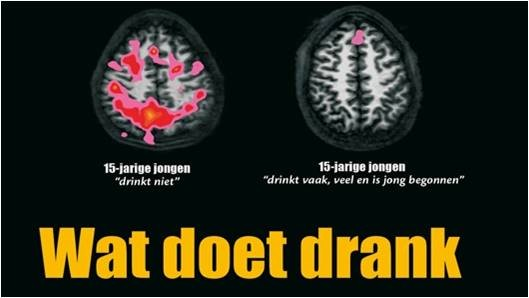 15-jarige jongen
"drinkt niet"
15-jarige jongen
"drinkt vaak, veel en is jong begonnen"
Wat doet drank